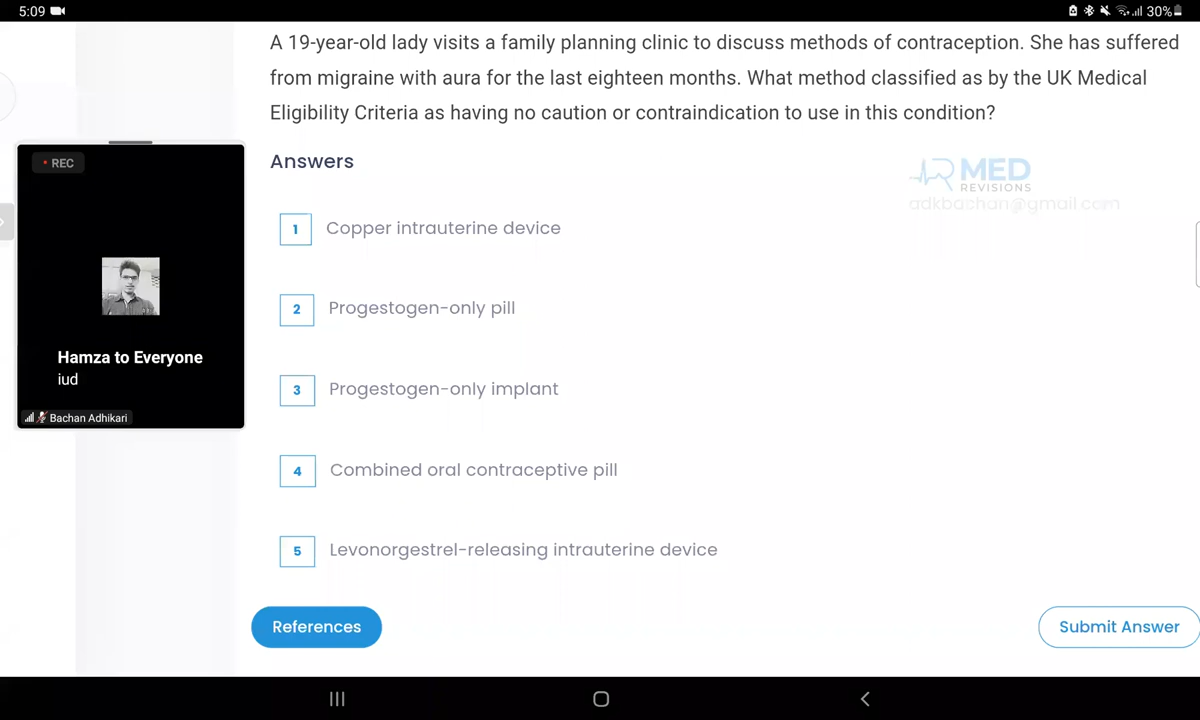 5:09
30%
A 19-year-old lady visits a family planning clinic to discuss methods of contraception. She has suffered
from migraine with aura for the last eighteen months. What method classified as by the UK Medical
Eligibility Criteria as having no caution or contraindication to use in this condition?
Answers
REC
MED
REVISIONS
adkbachan@gmail.com
1 Copper intrauterine device
2 Progestogen-only pill
Hamza to Everyone
iud
3 Progestogen-only implant
Bachan Adhikari
4 Combined oral contraceptive pill
5 Levonorgestrel-releasing intrauterine device
References
Submit Answer